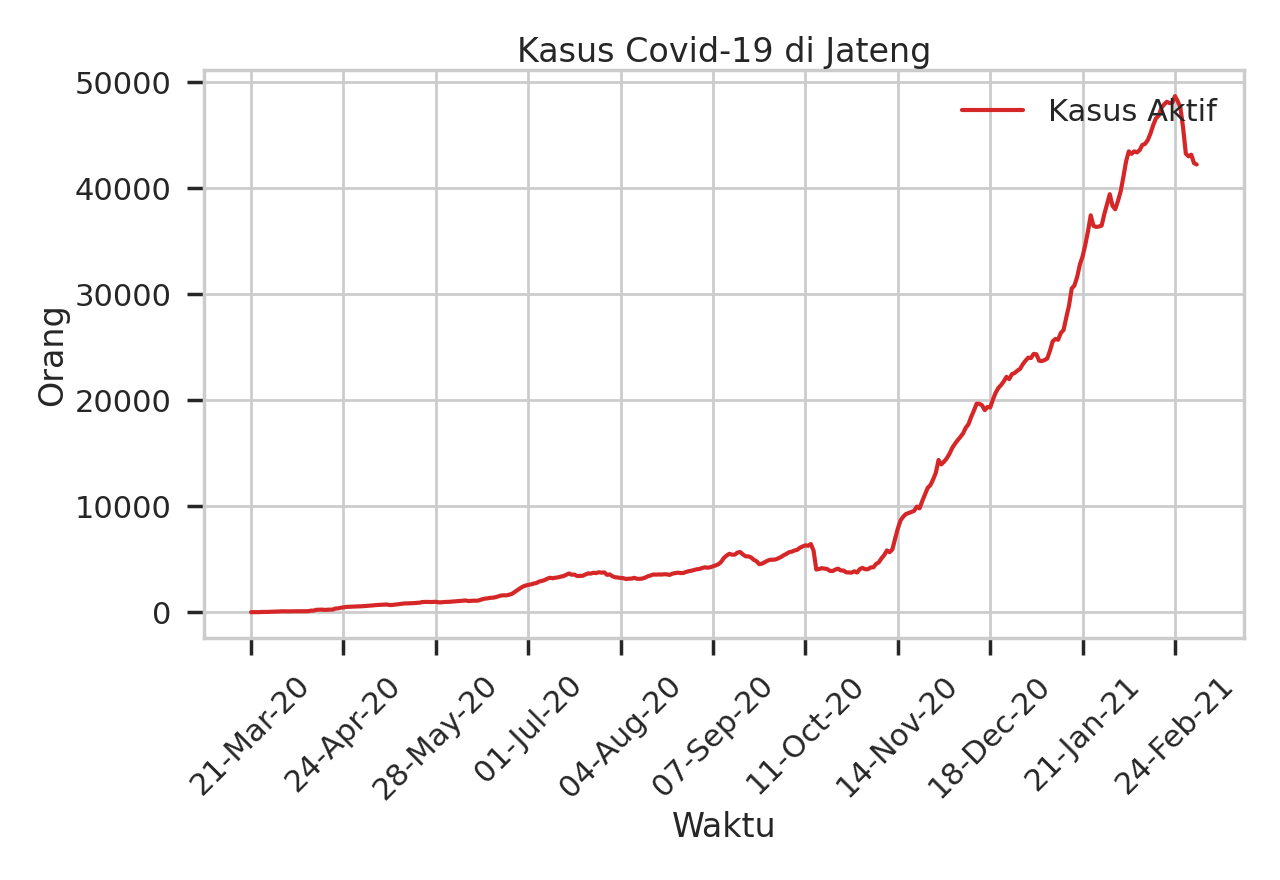 Kasus Covid-19 di Jateng
Kasus Aktif
50000
40000
30000
20000
10000
0
Orang
21-Mar-20
24-Apr-20
28-May-20
01-Jul-20
04-Aug-20
07-Sep-20
11-Oct-20
14-Nov-20
18-Dec-20
21-Jan-21
24-Feb-21
Waktu